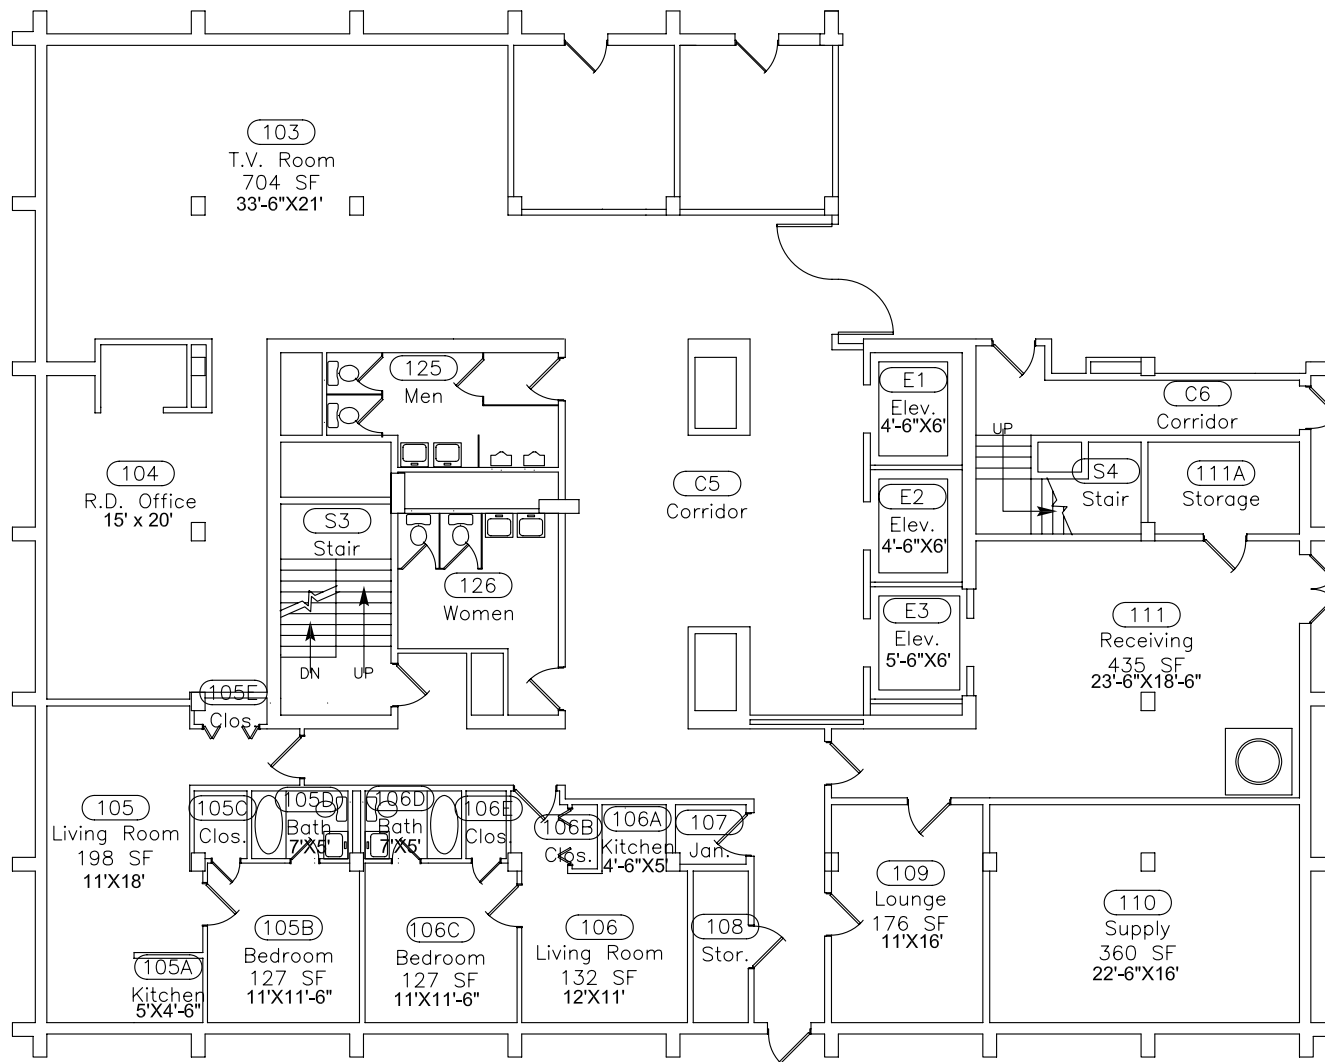 103
T.V. Room
704 SF
33'-6"X21'
125
Men
E1
Elev.
4'-6"X6'
C6
Corridor
UP
104
R.D. Office
15' x 20'
C5
Corridor
S4
Stair
111A
Storage
E2
Elev.
4'-6"X6'
S3
Stair
126
Women
E3
Elev.
5'-6"X6'
111
Receiving
435 SF
23'-6"X18'-6"
DN
UP
105E
Clos.
105
Living Room
198 SF
11'X18'
105C
Clos.
105D
Bath
7'X5'
106D
Bath
7'X5'
106E
Clos.
106B
Clos.
106A
Kitchen
4'-6"X5'
107
Jan.
109
Lounge
176 SF
11'X16'
110
Supply
360 SF
22'-6"X16'
105B
Bedroom
127 SF
11'X11'-6"
106C
Bedroom
127 SF
11'X11'-6"
106
Living Room
132 SF
12'X11'
108
Stor.
105A
Kitchen
5'X4'-6"